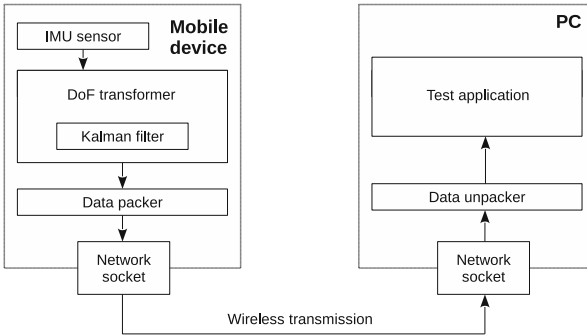 IMU sensor
Mobile
device
DoF transformer
Kalman filter
Data packer
Network
socket
Wireless transmission
PC
Test application
Data unpacker
Network
socket